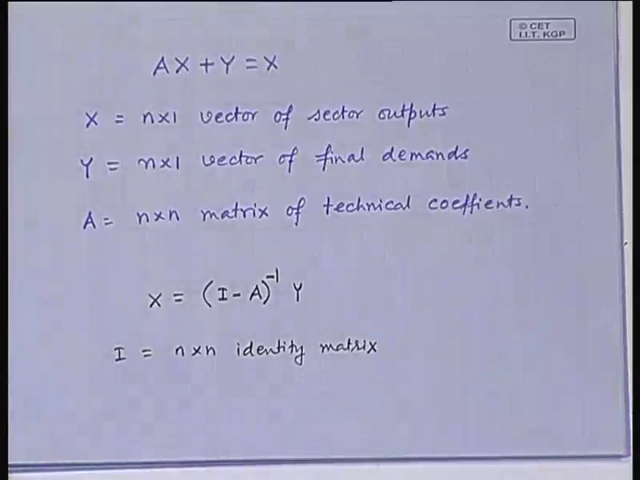 © CET
I.I.T. KGP
AX + Y = X
X = n×1 vector of sector outputs
Y = n×1 vector of final demands
A = n×n matrix of technical coeffients.
X = (I - A)⁻¹ Y
I = n×n identity matrix